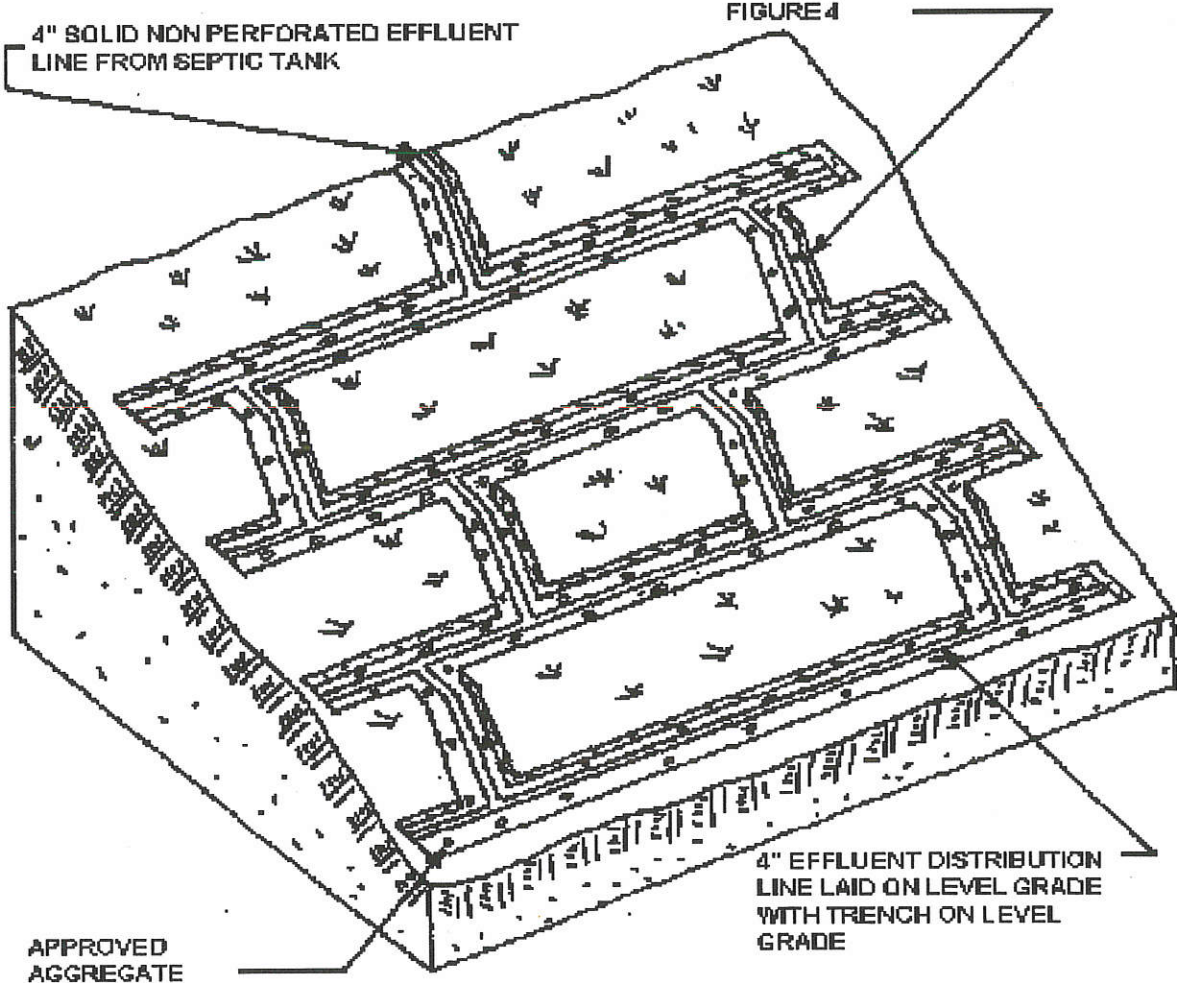 4" SOLID NON PERFORATED EFFLUENT
LINE FROM SEPTIC TANK
FIGURE 4
4" EFFLUENT DISTRIBUTION
LINE LAID ON LEVEL GRADE
WITH TRENCH ON LEVEL
GRADE
APPROVED
AGGREGATE